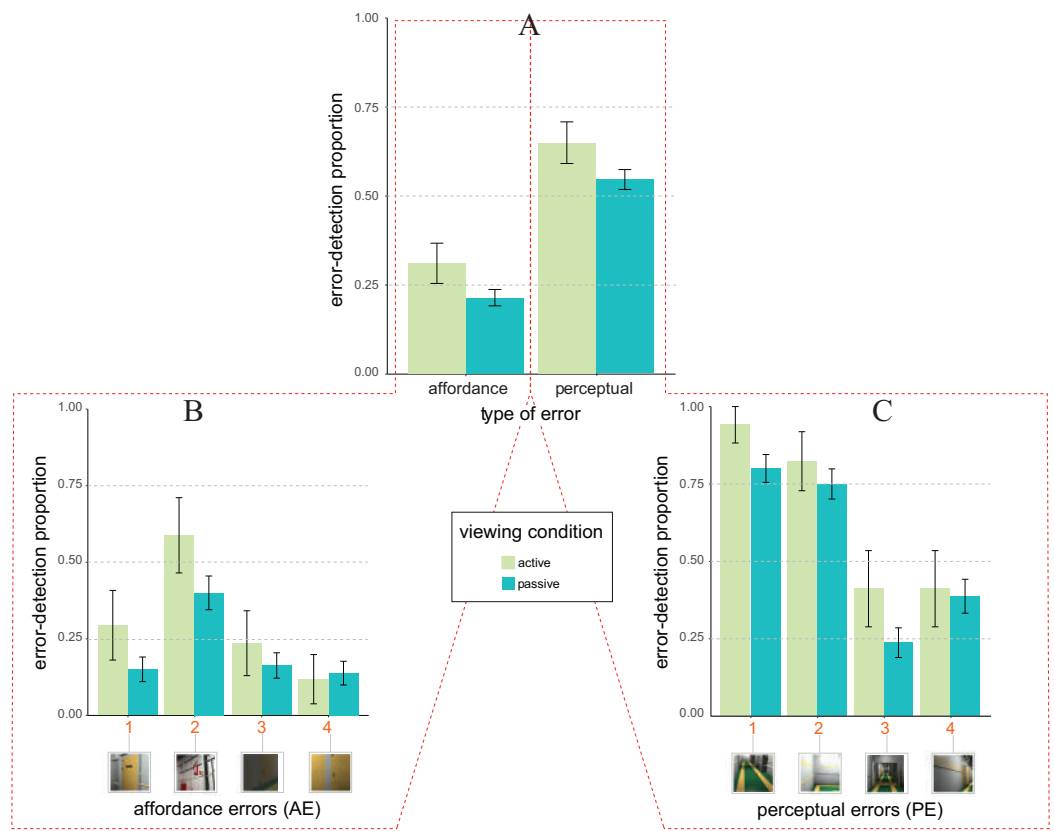 A
1.00
0.75
0.50
0.25
0.00
error-detection proportion
affordance
perceptual
type of error
B
1.00
0.75
0.50
0.25
0.00
error-detection proportion
1
2
3
4
affordance errors (AE)
viewing condition
active
passive
C
1.00
0.75
0.50
0.25
0.00
error-detection proportion
1
2
3
4
perceptual errors (PE)